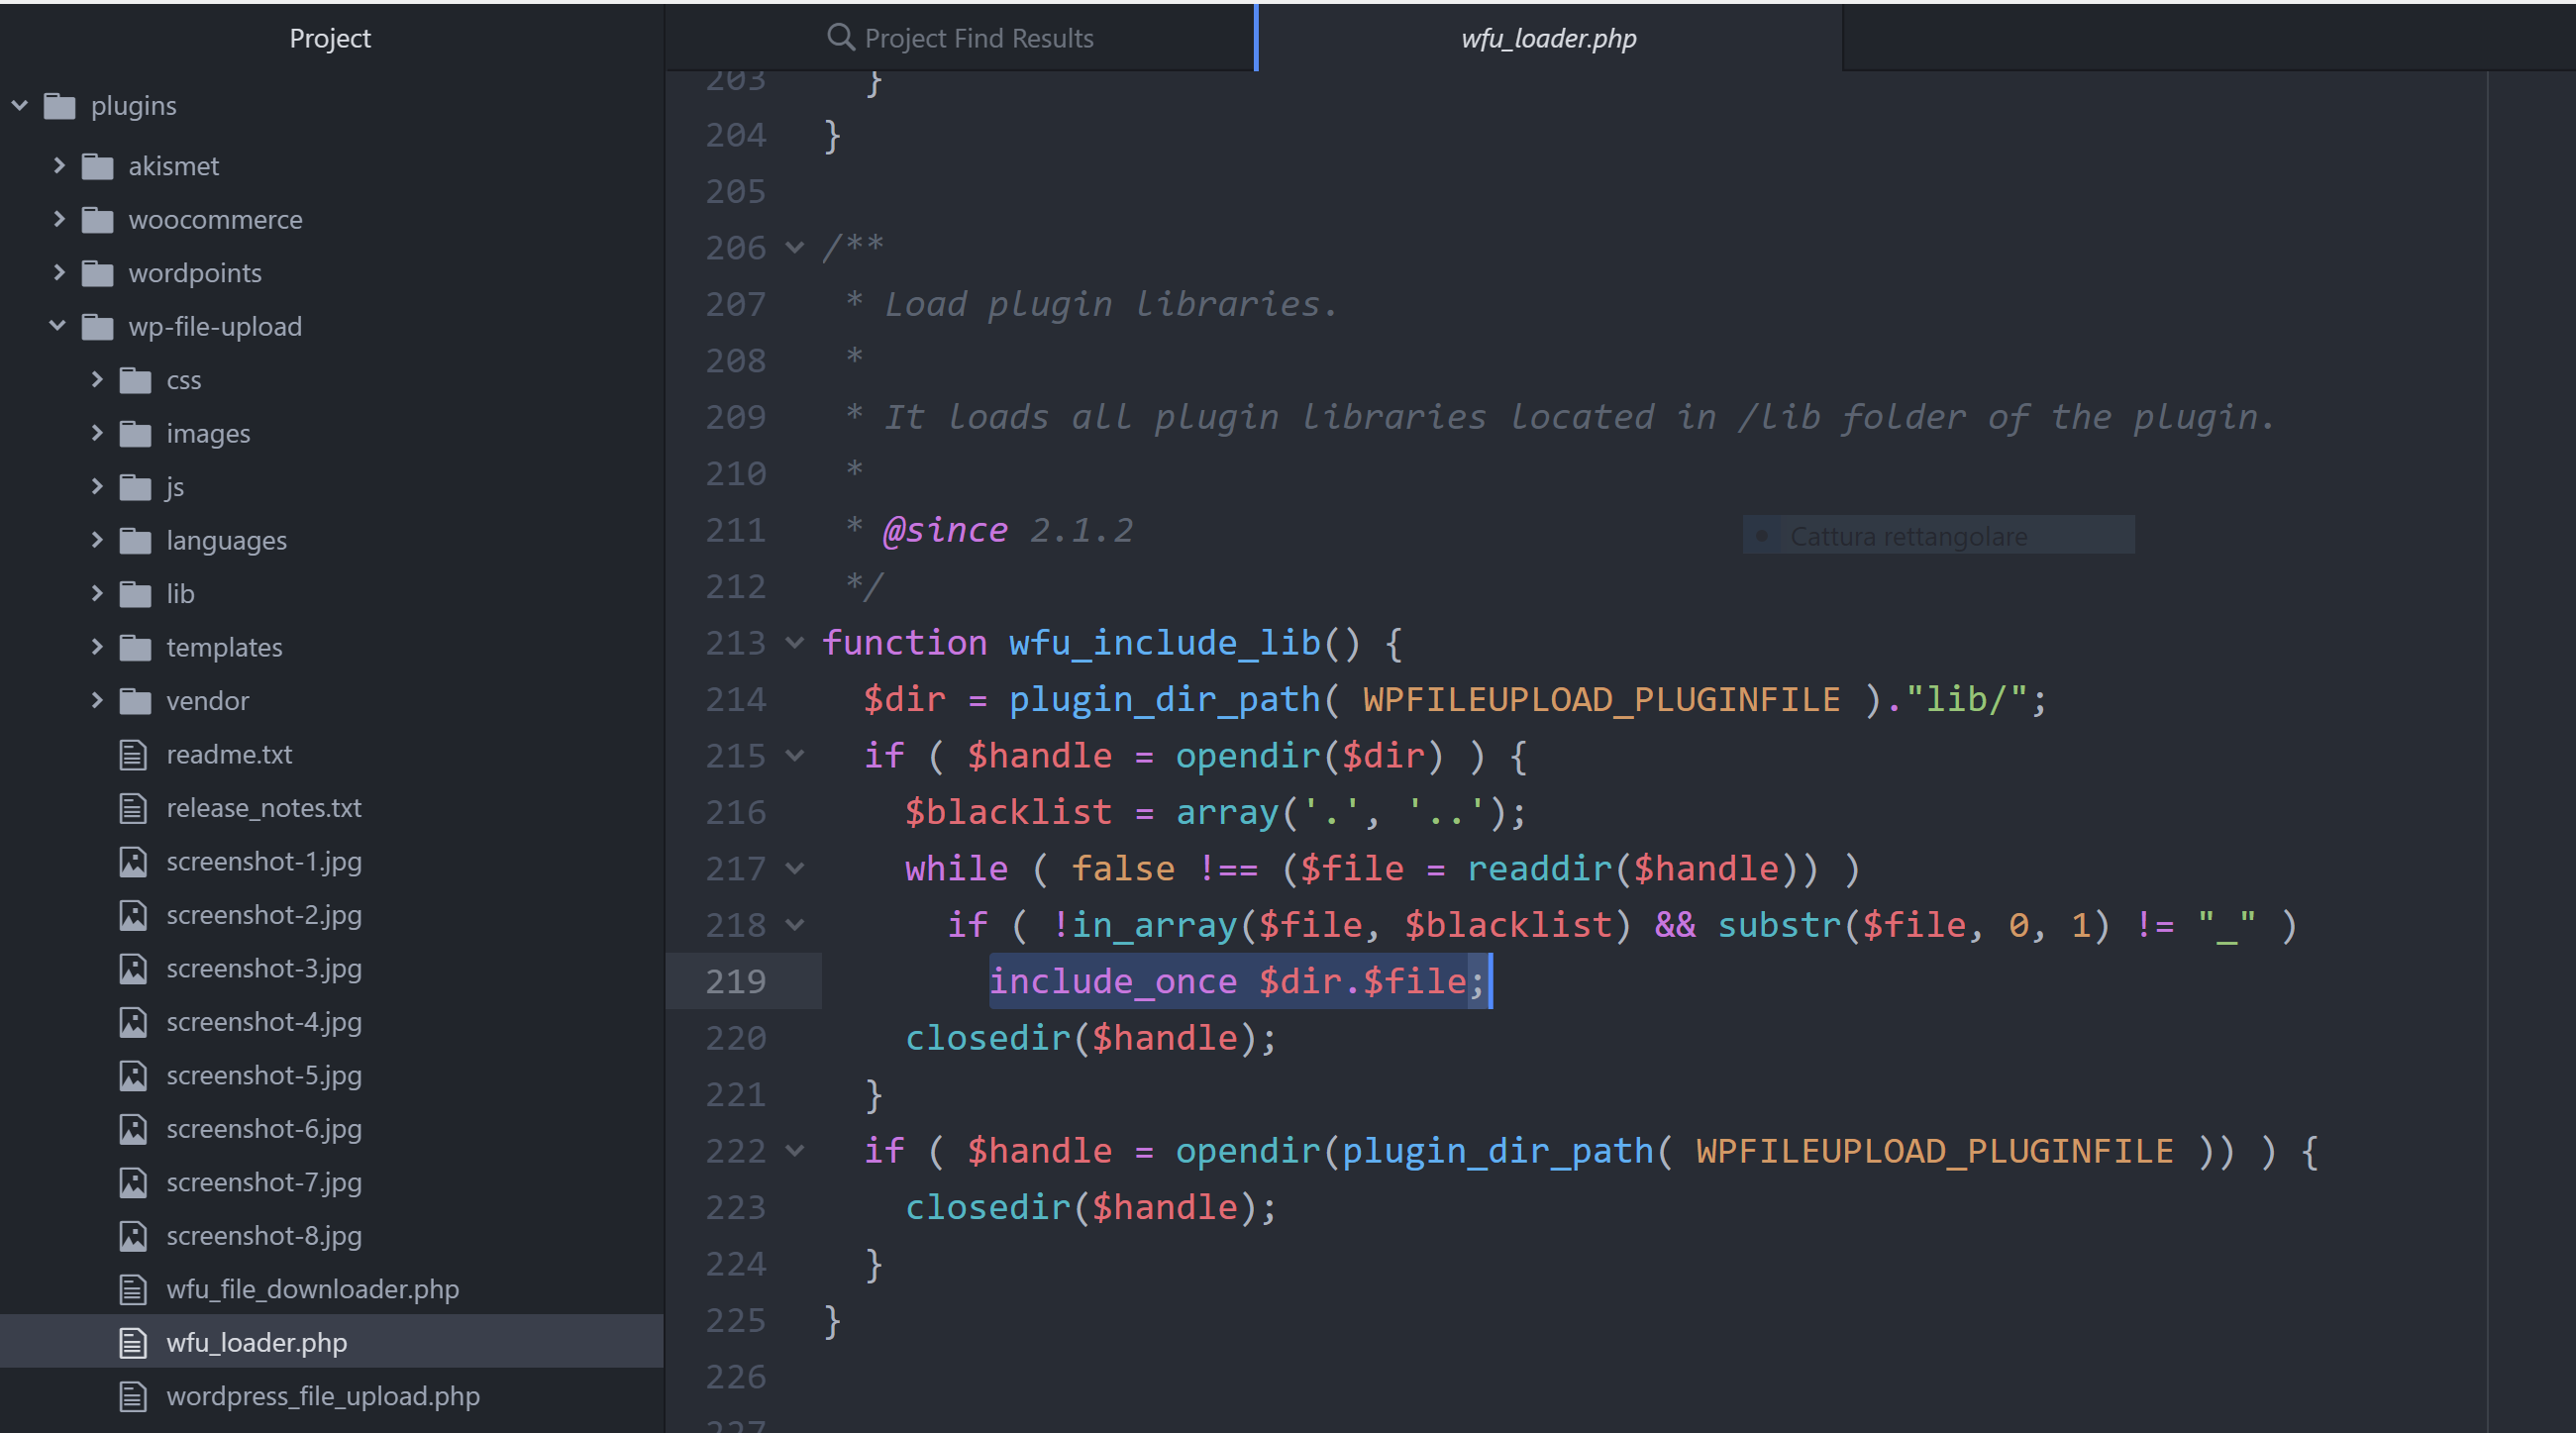 Project
plugins
akismet
woocommerce
wordpoints
wp-file-upload
css
images
js
languages
lib
templates
vendor
readme.txt
release_notes.txt
screenshot-1.jpg
screenshot-2.jpg
screenshot-3.jpg
screenshot-4.jpg
screenshot-5.jpg
screenshot-6.jpg
screenshot-7.jpg
screenshot-8.jpg
wfu_file_downloader.php
wfu_loader.php
wordpress_file_upload.php
Project Find Results
wfu_loader.php
203 }
204 }
205
206 /**
207 * Load plugin libraries.
208 *
209 * It loads all plugin libraries located in /lib folder of the plugin.
210 *
211 * @since 2.1.2
Cattura rettangolare
212 */
213 function wfu_include_lib() {
214 $dir = plugin_dir_path( WPFILEUPLOAD_PLUGINFILE )."lib/";
215 if ( $handle = opendir($dir) ) {
216 $blacklist = array('.', '..');
217 while ( false !== ($file = readdir($handle)) )
218 if ( !in_array($file, $blacklist) && substr($file, 0, 1) != "_" )
219 include_once $dir.$file;
220 closedir($handle);
221 }
222 if ( $handle = opendir(plugin_dir_path( WPFILEUPLOAD_PLUGINFILE )) ) {
223 closedir($handle);
224 }
225 }
226
227